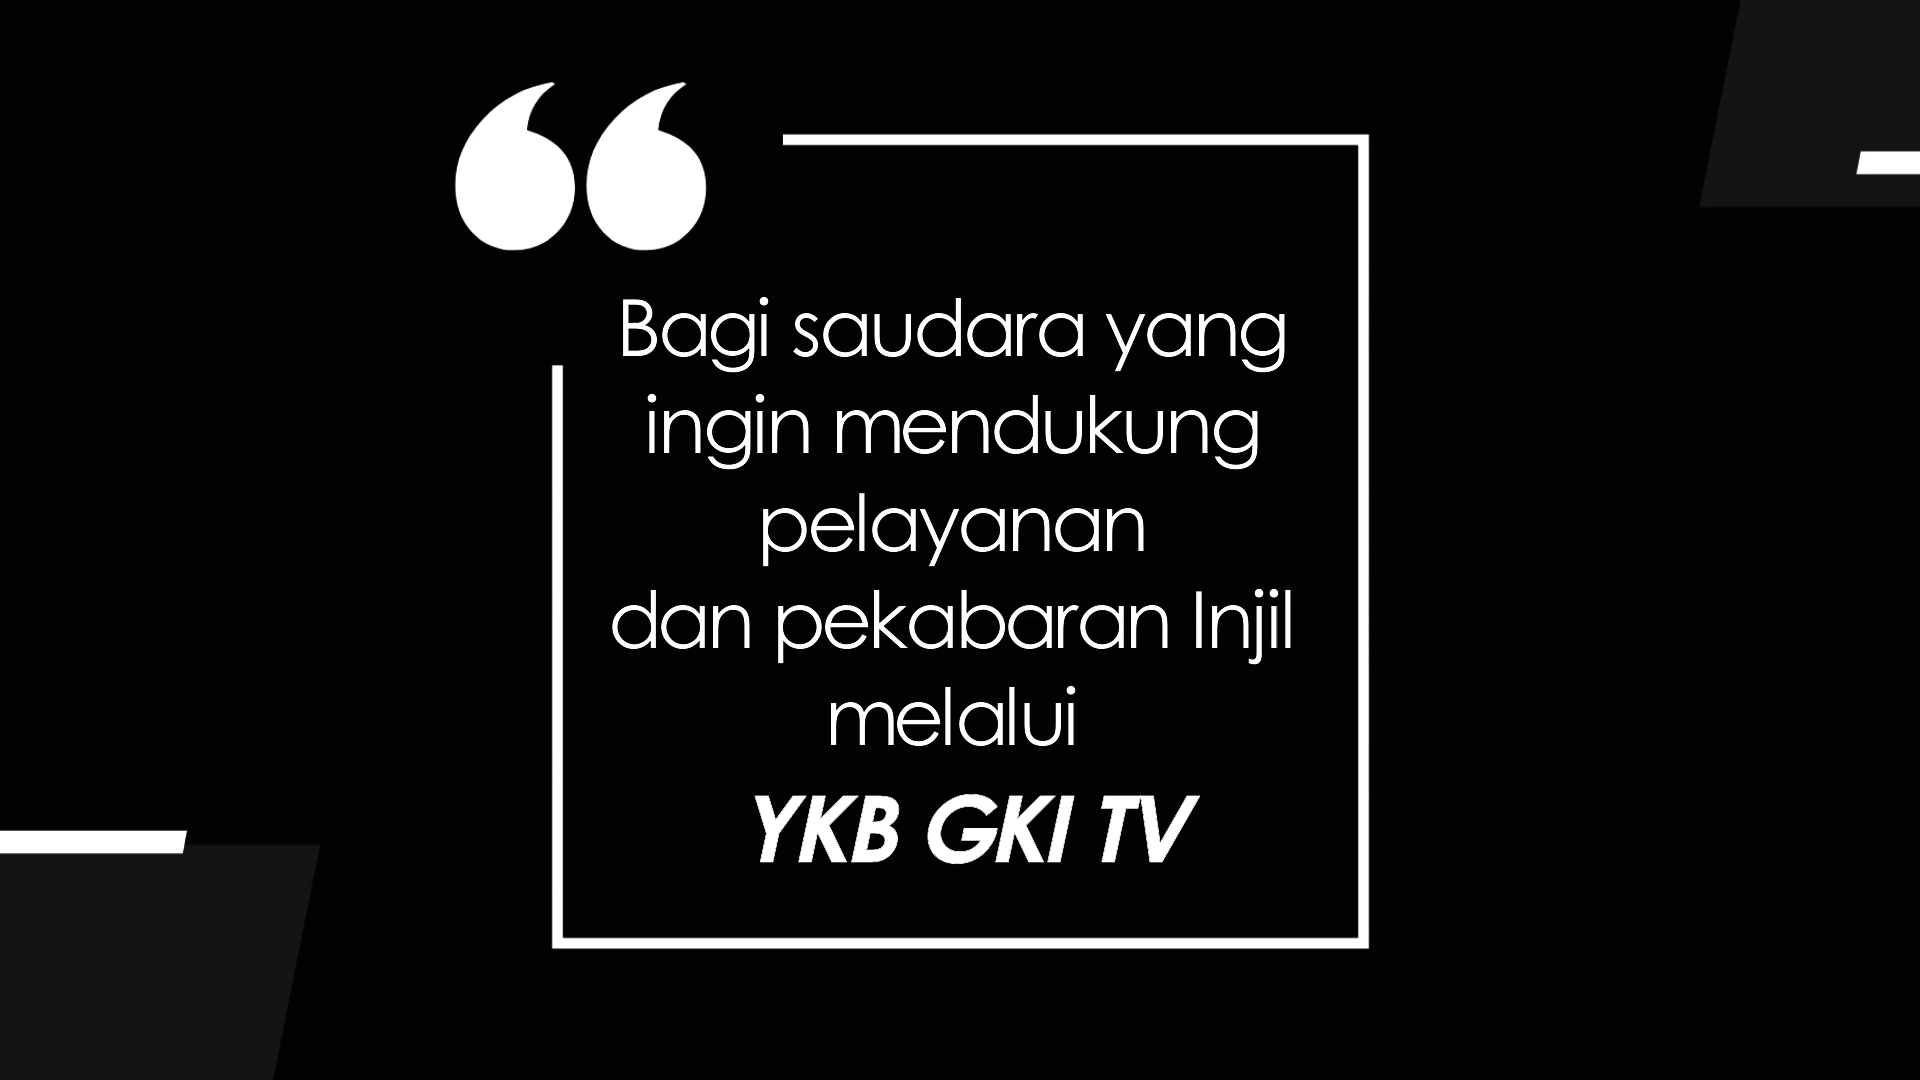 Bagi saudara yang
ingin mendukung
pelayanan
dan pekabaran Injil
melalui
YKB GKI TV